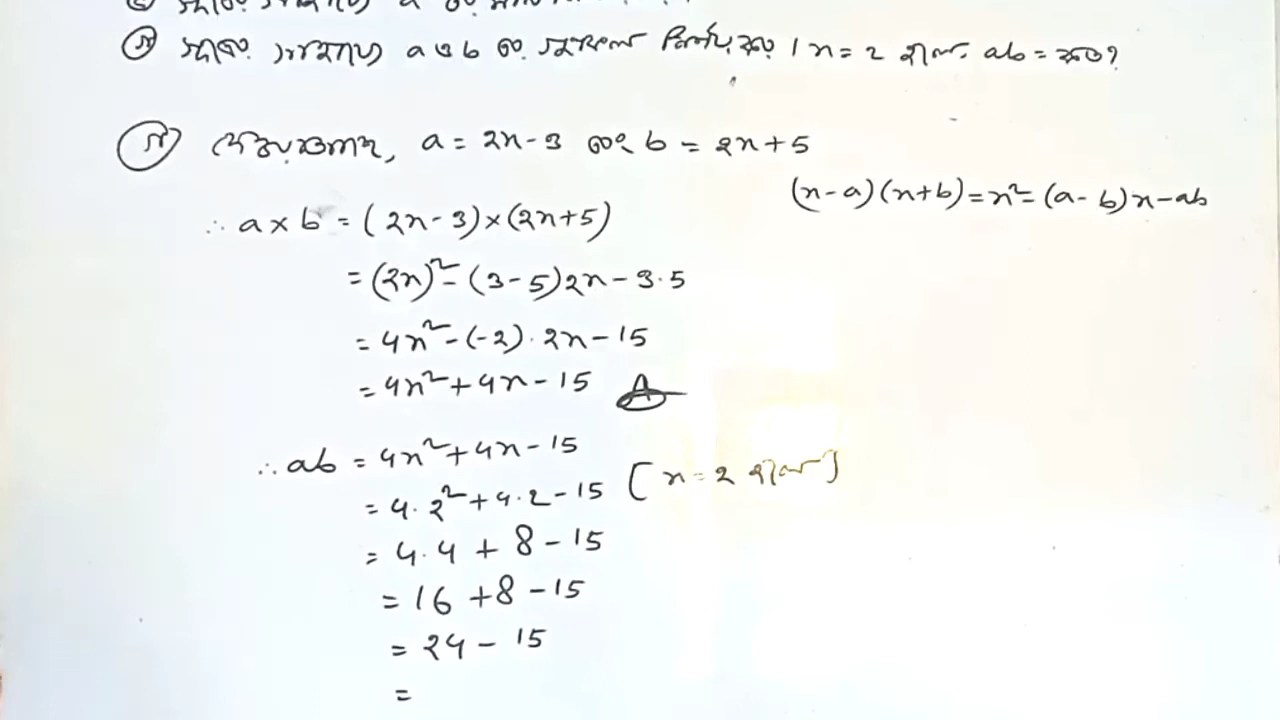 সূত্রের সাহায্যে a ও b এর গুণফল নির্ণয় কর । x = 2 হলে ab = কত?
গ দেওয়া আছে, a = 2x - 3 এবং b = 2x + 5
(x - a)(x + b) = x² - (a - b)x - ab
∴ a × b = (2x - 3) × (2x + 5)
= (2x)² - (3 - 5)2x - 3·5
= 4x² - (-2)·2x - 15
= 4x² + 4x - 15 A
∴ ab = 4x² + 4x - 15
= 4·2² + 4·2 - 15 [x = 2 হলে]
= 4·4 + 8 - 15
= 16 + 8 - 15
= 24 - 15
=